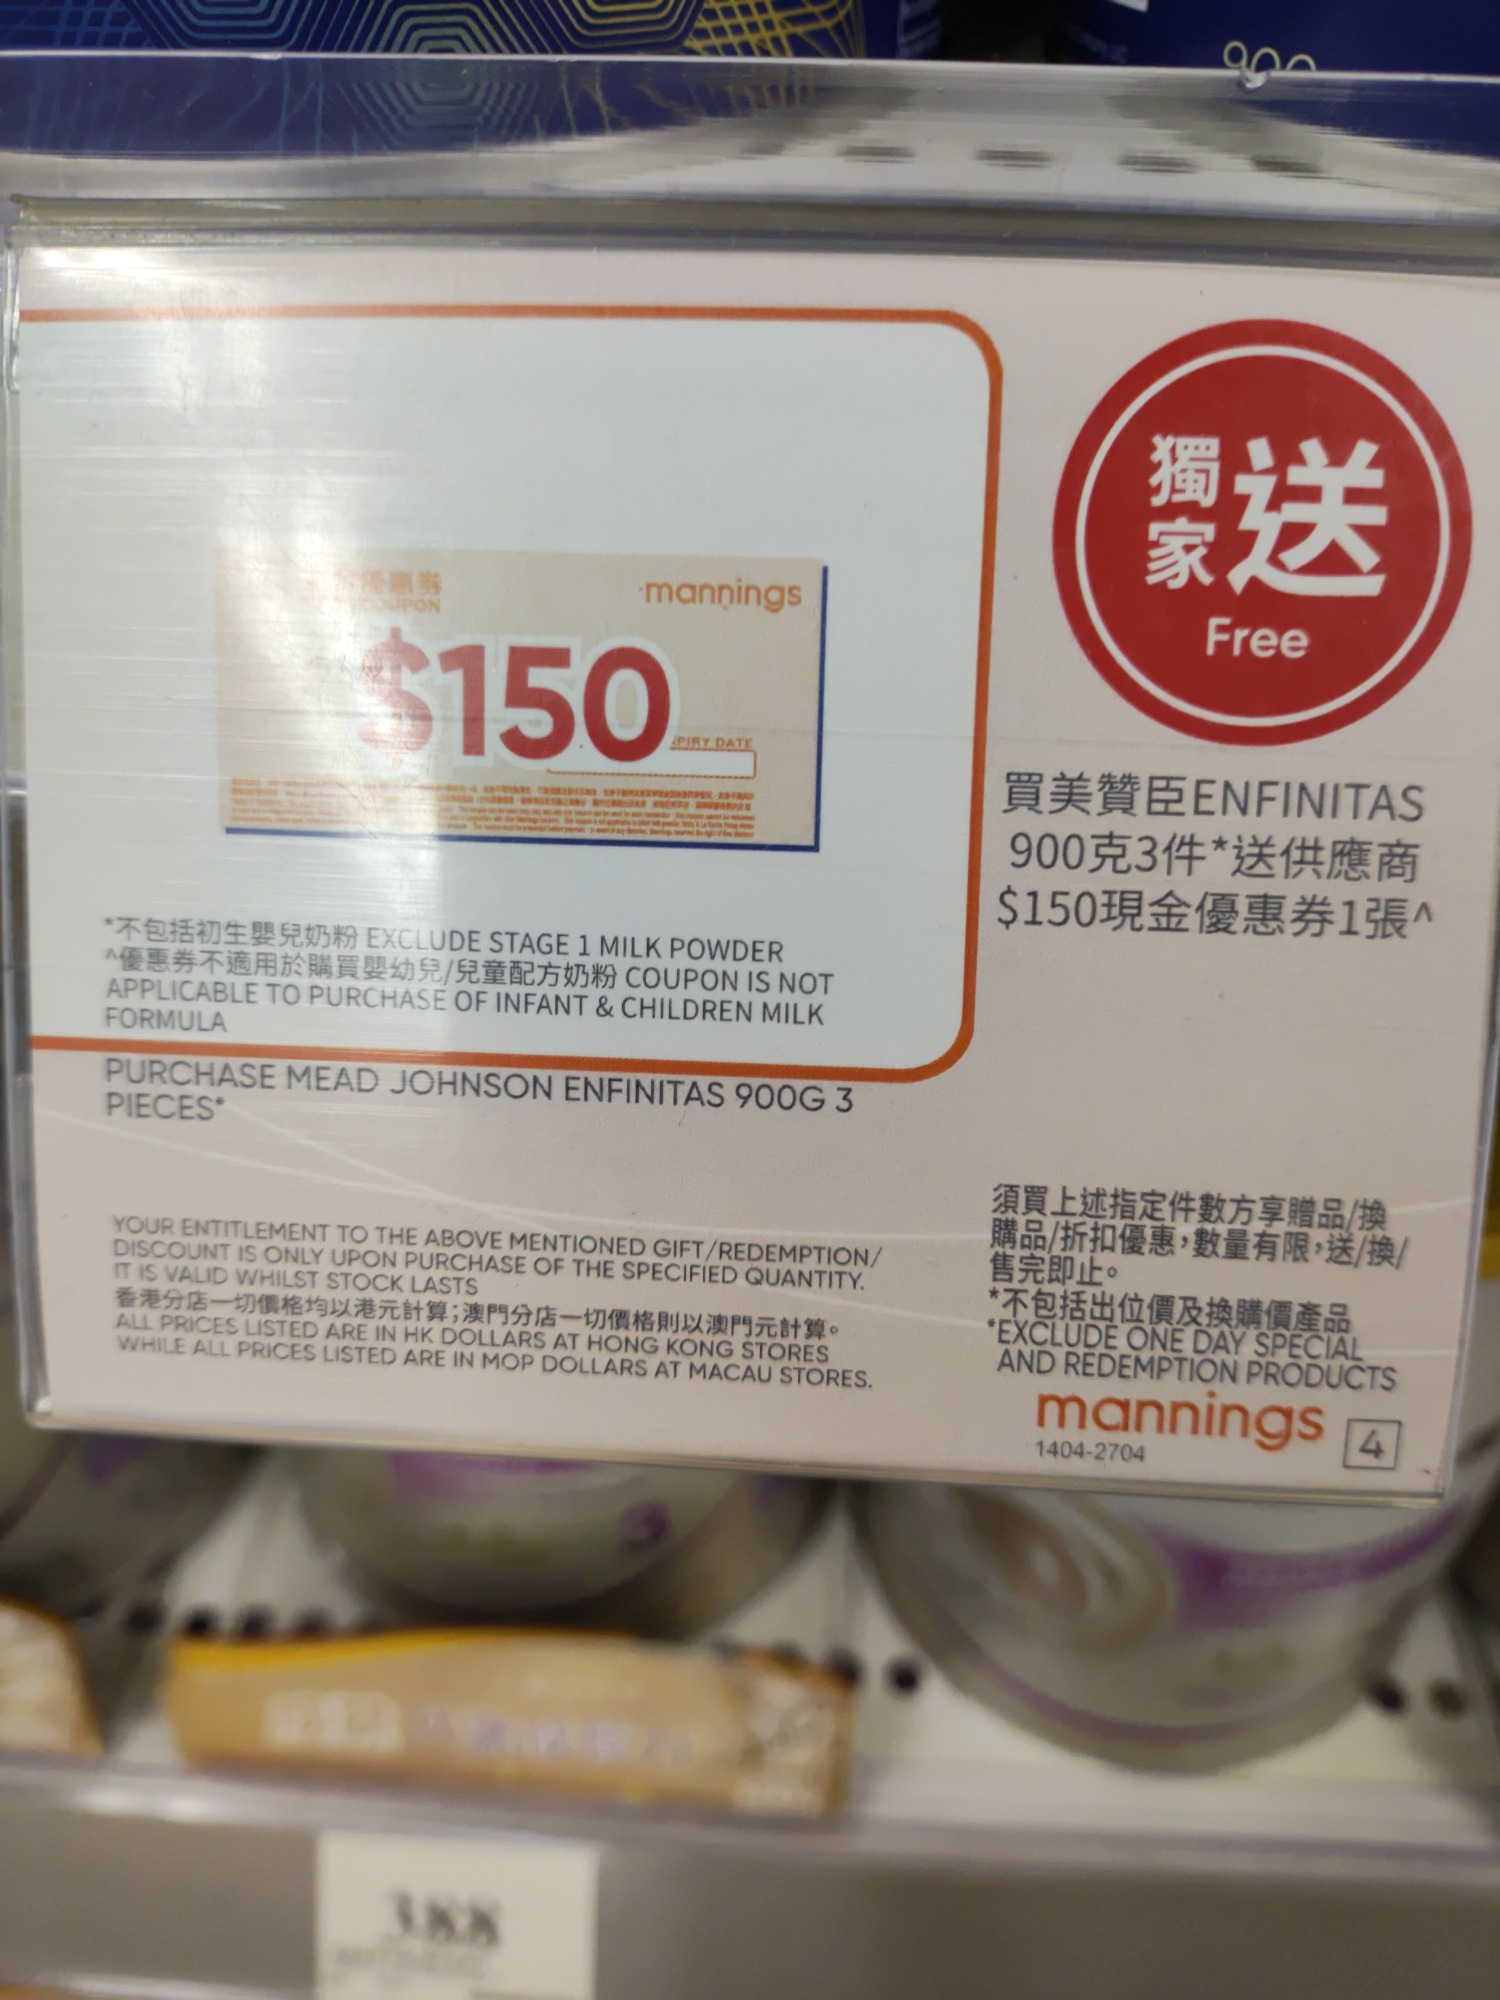 900
優惠券
COUPON
mannings
$150
EXPIRY DATE
獨家送
Free
買美贊臣ENFINITAS
900克3件*送供應商
$150現金優惠券1張^
*不包括初生嬰兒奶粉 EXCLUDE STAGE 1 MILK POWDER
^優惠券不適用於購買嬰幼兒/兒童配方奶粉 COUPON IS NOT
APPLICABLE TO PURCHASE OF INFANT & CHILDREN MILK
FORMULA
PURCHASE MEAD JOHNSON ENFINITAS 900G 3
PIECES*
YOUR ENTITLEMENT TO THE ABOVE MENTIONED GIFT/REDEMPTION/
DISCOUNT IS ONLY UPON PURCHASE OF THE SPECIFIED QUANTITY.
IT IS VALID WHILST STOCK LASTS
香港分店一切價格均以港元計算;澳門分店一切價格則以澳門元計算。
ALL PRICES LISTED ARE IN HK DOLLARS AT HONG KONG STORES
WHILE ALL PRICES LISTED ARE IN MOP DOLLARS AT MACAU STORES.
須買上述指定件數方享贈品/換
購品/折扣優惠,數量有限,送/換/
售完即止。
*不包括出位價及換購價產品
*EXCLUDE ONE DAY SPECIAL
AND REDEMPTION PRODUCTS
mannings
1404-2704
4
3
388